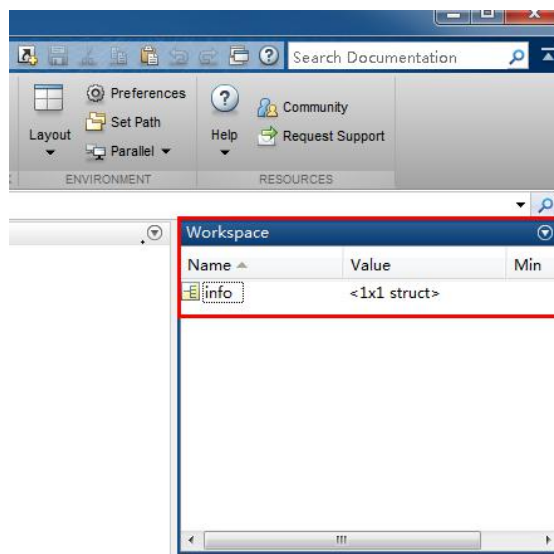 Search Documentation
Preferences
Set Path
Parallel
Layout
Help
Community
Request Support
ENVIRONMENT
RESOURCES
Workspace
Name Value Min
info <1x1 struct>